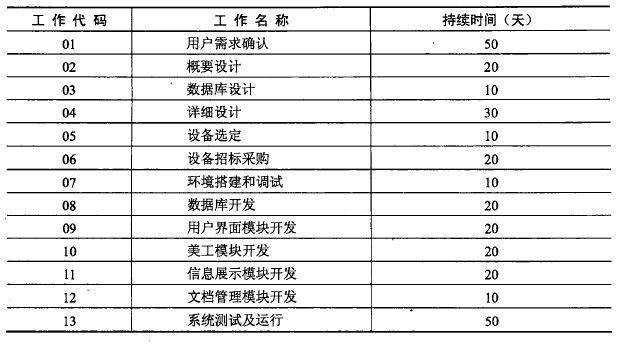 工作代码 工作名称 持续时间（天）
01 用户需求确认 50
02 概要设计 20
03 数据库设计 10
04 详细设计 30
05 设备选定 10
06 设备招标采购 20
07 环境搭建和调试 10
08 数据库开发 20
09 用户界面模块开发 20
10 美工模块开发 20
11 信息展示模块开发 20
12 文档管理模块开发 10
13 系统测试及运行 50